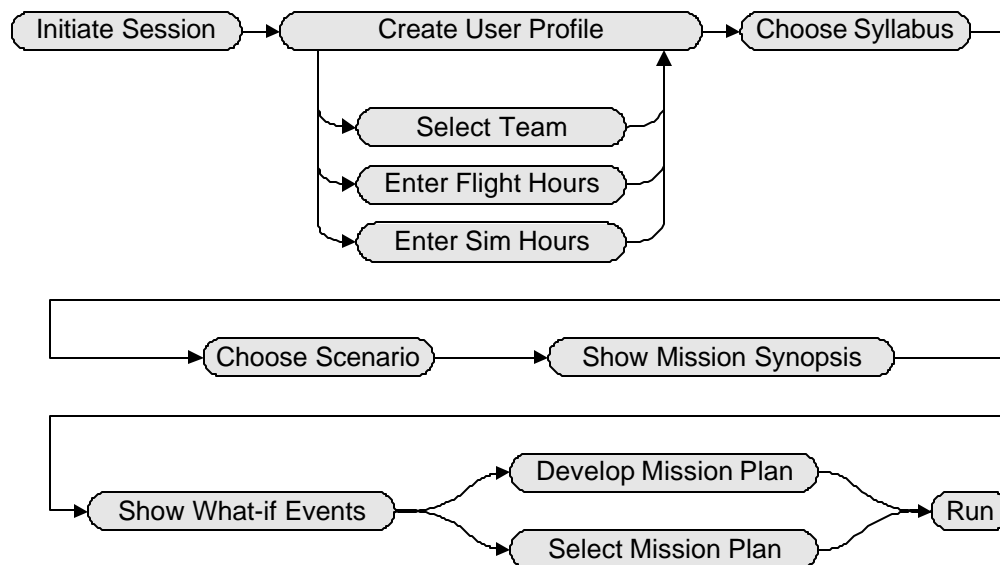 Initiate Session
Create User Profile
Choose Syllabus
Select Team
Enter Flight Hours
Enter Sim Hours
Choose Scenario
Show Mission Synopsis
Develop Mission Plan
Show What-if Events
Run
Select Mission Plan